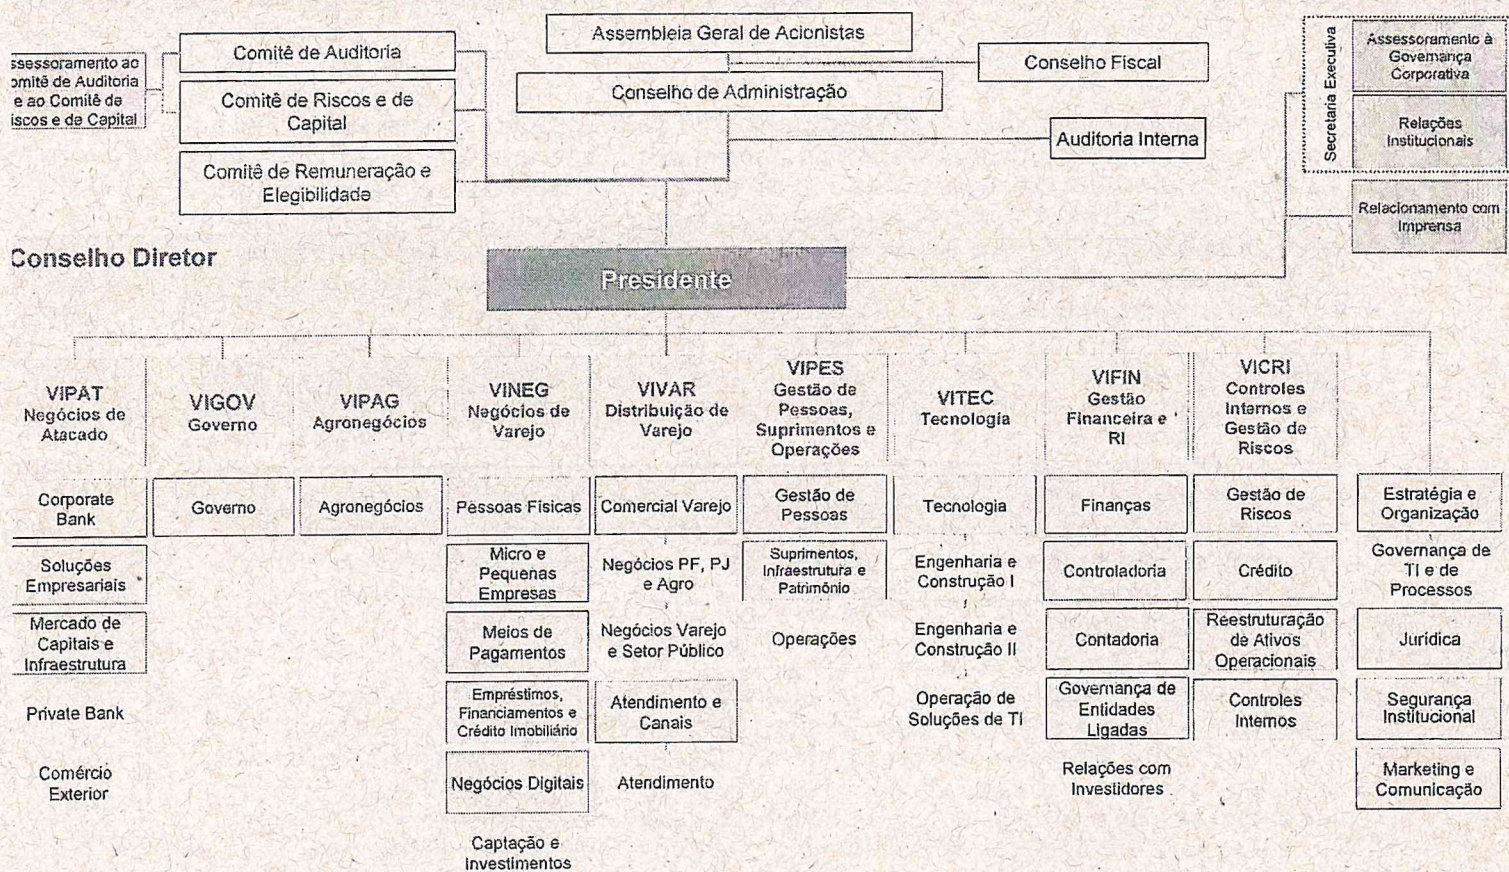 Assembleia Geral de Acionistas
Conselho Fiscal
Conselho de Administração
Auditoria Interna
Comitê de Auditoria
Comitê de Riscos e de
Capital
Comitê de Remuneração e
Elegibilidade
ssessoramento ao
omitê de Auditoria
e ao Comitê de
iscos e de Capital
Secretaria Executiva
Assessoramento à
Governança
Corporativa
Relações
Institucionais
Relacionamento com
Imprensa
Conselho Diretor
Presidente
VIPAT
Negócios de
Atacado
VIGOV
Governo
VIPAG
Agronegócios
VINEG
Negócios de
Varejo
VIVAR
Distribuição de
Varejo
VIPES
Gestão de
Pessoas,
Suprimentos e
Operações
VITEC
Tecnologia
VIFIN
Gestão
Financeira e
RI
VICRI
Controles
Internos e
Gestão de
Riscos
Corporate
Bank
Soluções
Empresariais
Mercado de
Capitais e
Infraestrutura
Private Bank
Comércio
Exterior
Governo
Agronegócios
Pessoas Físicas
Micro e
Pequenas
Empresas
Meios de
Pagamentos
Empréstimos,
Financiamentos e
Crédito Imobiliário
Negócios Digitais
Captação e
Investimentos
Comercial Varejo
Negócios PF, PJ
e Agro
Negócios Varejo
e Setor Público
Atendimento e
Canais
Atendimento
Gestão de
Pessoas
Suprimentos,
Infraestrutura e
Patrimônio
Operações
Tecnologia
Engenharia e
Construção I
Engenharia e
Construção II
Operação de
Soluções de TI
Finanças
Controladoria
Contadoria
Governança de
Entidades
Ligadas
Relações com
Investidores
Gestão de
Riscos
Crédito
Reestruturação
de Ativos
Operacionais
Controles
Internos
Estratégia e
Organização
Governança de
TI e de
Processos
Jurídica
Segurança
Institucional
Marketing e
Comunicação